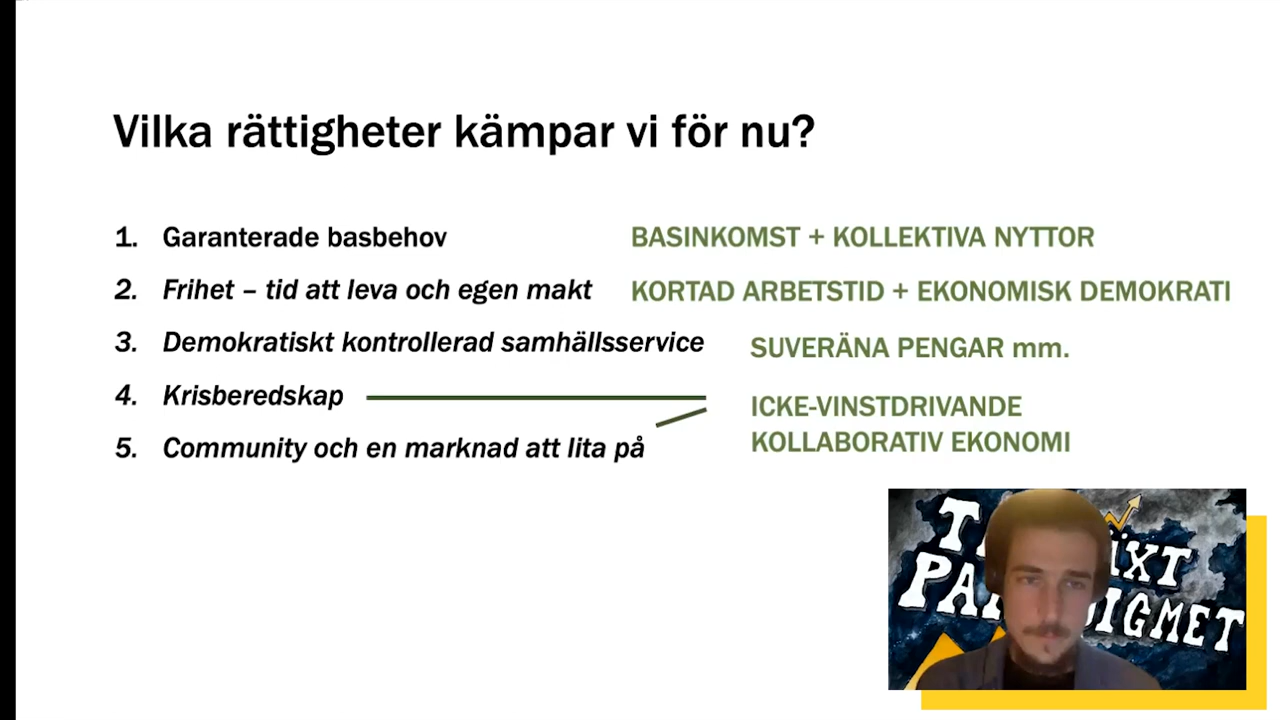 Vilka rättigheter kämpar vi för nu?
1. Garanterade basbehov BASINKOMST + KOLLEKTIVA NYTTOR
2. Frihet – tid att leva och egen makt KORTAD ARBETSTID + EKONOMISK DEMOKRATI
3. Demokratiskt kontrollerad samhällsservice SUVERÄNA PENGAR mm.
4. Krisberedskap ICKE-VINSTDRIVANDE
KOLLABORATIV EKONOMI
5. Community och en marknad att lita på